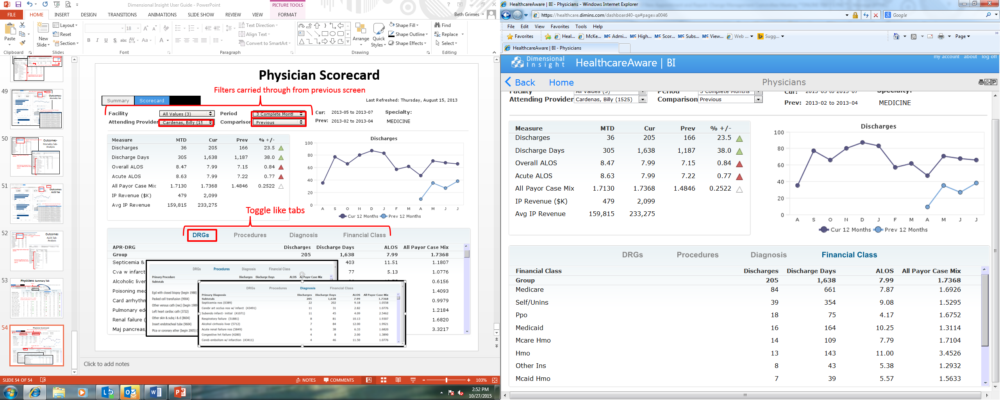 Dimensional Insight User Guide - PowerPoint
PICTURE TOOLS
FILE HOME INSERT DESIGN TRANSITIONS ANIMATIONS SLIDE SHOW REVIEW VIEW FORMAT
Beth Grimes
Paste
New Slide
Layout
Reset
Section
18
B I U S abc AV Aa A
Text Direction
Align Text
Convert to SmartArt
Arrange
Quick Styles
Shape Fill
Shape Outline
Shape Effects
Find
Replace
Select
Clipboard Slides Font Paragraph Drawing Editing
49
Outcomes-
Mortality Tab
50
Outcomes-
Mortality Tab-
Analysis
51
Outcomes
ALOS Tab
52
Outcomes
ALOS Tab-
Analysis
53
Physicians Summary Tab
54
Physician Scorecard
Physician Scorecard
Filters carried through from previous screen
Summary Scorecard
Last Refreshed: Thursday, August 15, 2013
Facility All Values (3) Period 3 Complete Montl Cur: 2013-05 to 2013-07 Specialty:
Attending Provider Cardenas, Billy (15 Comparison Previous Prev: 2013-02 to 2013-04 MEDICINE
Measure MTD Cur Prev % +/-
Discharges 36 205 166 23.5
Discharge Days 305 1,638 1,187 38.0
Overall ALOS 8.47 7.99 7.15 0.84
Acute ALOS 8.63 7.99 7.22 0.77
All Payor Case Mix 1.7130 1.7368 1.4846 0.2522
IP Revenue ($K) 479 2,099
Avg IP Revenue 159,815 233,275
Discharges
100
80
60
40
20
0
A S O N D J F M A M J J
Cur 12 Months Prev 12 Months
Toggle like tabs
DRGs Procedures Diagnosis Financial Class
APR-DRG Discharges Discharge Days ALOS All Payor Case Mix
Group 205 1,638 7.99 1.7368
Septicemia & 403 11.51 1.1807
Cva w infarct 77 5.13 1.0776
Alcoholic liver 0.6156
Poisoning med 1.4093
Card arrhythm 0.9979
Pulmonary ede 1.2184
Renal failure ( 1.6820
Maj pancreas, 3.3217
DRGs Procedures Diagnosis Financial Class
Primary Procedure Discharges Discharge Days ALOS All Payor Case Mix
Subtotals
Egd with closed biopsy (begin 1988)
Packed cell transfusion (9904)
Other venous cath (nec) (begin 1989
Left heart cardiac cath (3722)
Other skin & subq i & d (8604)
Insert endotracheal tube (9604)
Ptca or coronary ather (begin 2005) (
DRGs Procedures Diagnosis Financial Class
Primary Diagnosis Discharges Discharge Days ALOS All Payor Case Mix
Subtotals 205 1,638 7.99 1.7368
Septicemia nos (0389) 22 202 9.18 1.0558
Cerebr art occlus nos w/ infarct (43491) 11 31 2.82 1.0776
Subendo infarct- initial (41071) 11 45 4.09 2.5462
Respiratory failure (51881) 8 81 10.13 1.9307
Alcohol cirrhosis liver (5712) 7 84 12.00 1.9921
Acute renal failure nos (5849) 6 38 6.33 1.6820
Congestive hrt failure (4280) 4 8 2.00 1.3890
Cereb embolism w/ infarction (43411) 4 46 11.50 1.0776
Click to add notes
SLIDE 54 OF 54
NOTES COMMENTS
103%
2:52 PM
10/27/2015
HealthcareAware | BI - Physicians - Windows Internet Explorer
https://healthcare.dimins.com/dashboard40-qa#page=a0046
Google
File Edit View Favorites Tools Help
Favorites Heal... McKe... Admi... High... Scor... Subs... View... Web ... Sugg... Page
HealthcareAware | BI - Physicians
Dimensional Insight
HealthcareAware | BI
my account about log off
Back Home Physicians
Facility All Values (3) Period 3 Complete Months Cur: 2013-05 to 2013-07 Specialty:
Attending Provider Cardenas, Billy (1525) Comparison Previous Prev: 2013-02 to 2013-04 MEDICINE
Measure MTD Cur Prev % +/-
Discharges 36 205 166 23.5
Discharge Days 305 1,638 1,187 38.0
Overall ALOS 8.47 7.99 7.15 0.84
Acute ALOS 8.63 7.99 7.22 0.77
All Payor Case Mix 1.7130 1.7368 1.4846 0.2522
IP Revenue ($K) 479 2,099
Avg IP Revenue 159,815 233,275
Discharges
100
80
60
40
20
0
A S O N D J F M A M J J
Cur 12 Months Prev 12 Months
DRGs Procedures Diagnosis Financial Class
Financial Class Discharges Discharge Days ALOS All Payor Case Mix
Group 205 1,638 7.99 1.7368
Medicare 84 661 7.87 1.6926
Self/Unins 39 354 9.08 1.5295
Ppo 18 75 4.17 1.6752
Medicaid 16 164 10.25 1.3114
Mcare Hmo 14 109 7.79 1.7104
Hmo 13 143 11.00 3.4526
Other Ins 8 43 5.38 1.2932
Mcaid Hmo 7 39 5.57 1.5633